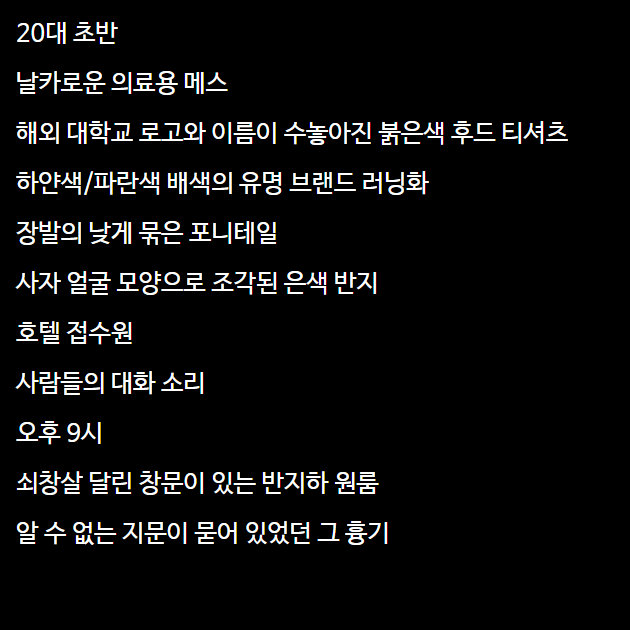 20대 초반
날카로운 의료용 메스
해외 대학교 로고와 이름이 수놓아진 붉은색 후드 티셔츠
하얀색/파란색 배색의 유명 브랜드 러닝화
장발의 낮게 묶은 포니테일
사자 얼굴 모양으로 조각된 은색 반지
호텔 접수원
사람들의 대화 소리
오후 9시
쇠창살 달린 창문이 있는 반지하 원룸
알 수 없는 지문이 묻어 있었던 그 흉기